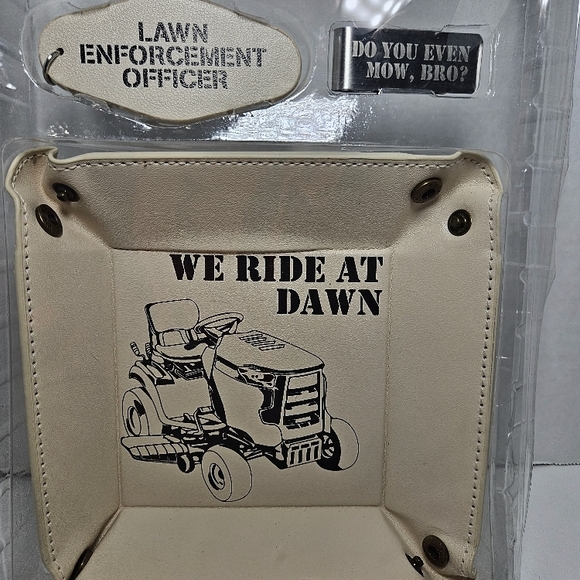 LAWN
ENFORCEMENT
OFFICER
DO YOU EVEN
MOW, BRO?
WE RIDE AT
DAWN